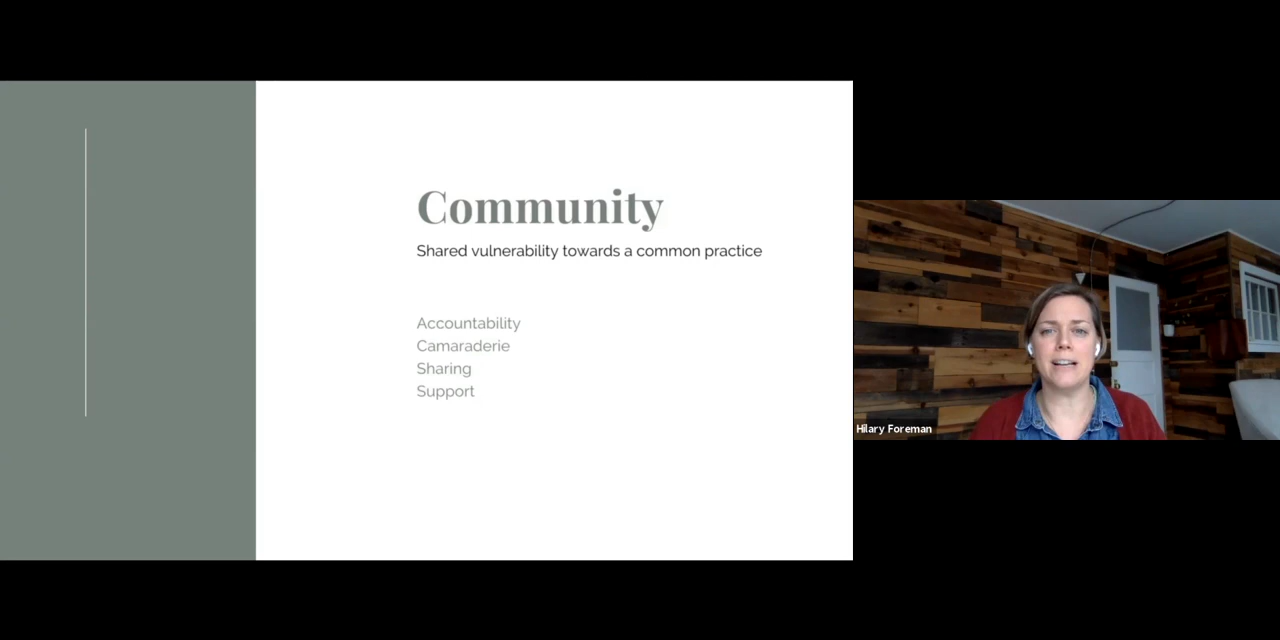 Community
Shared vulnerability towards a common practice
Accountability
Camaraderie
Sharing
Support
Hilary Foreman